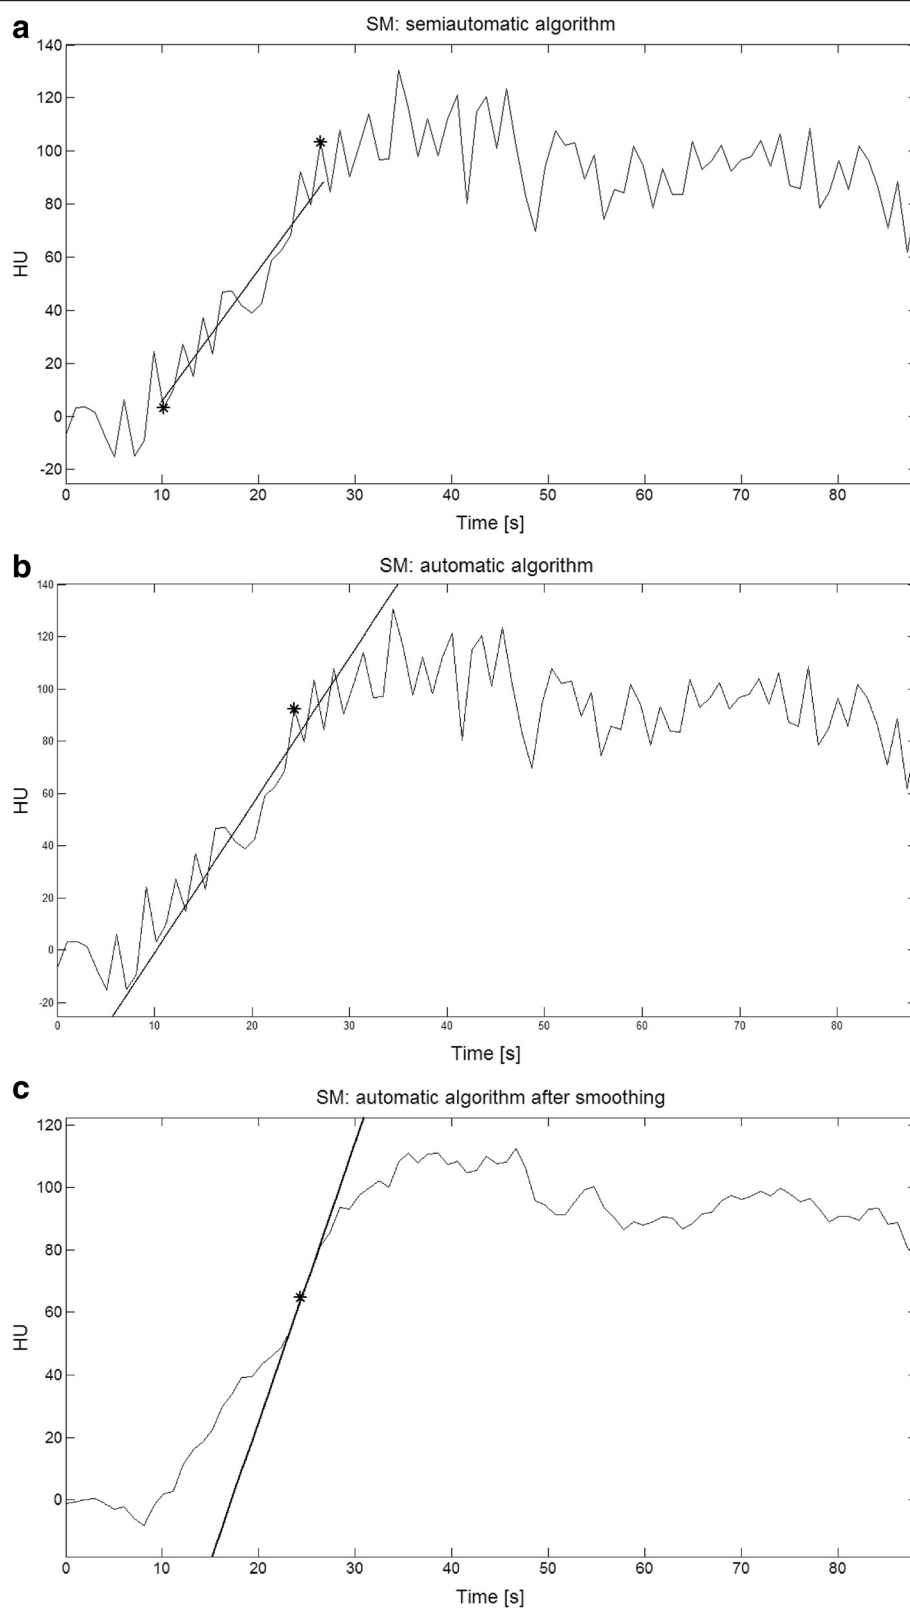 a
SM: semiautomatic algorithm
140
120
100
80
60
40
20
0
-20
HU
0 10 20 30 40 50 60 70 80
Time [s]
b
SM: automatic algorithm
140
120
100
80
60
40
20
0
-20
HU
0 10 20 30 40 50 60 70 80
Time [s]
c
SM: automatic algorithm after smoothing
120
100
80
60
40
20
0
HU
0 10 20 30 40 50 60 70 80
Time [s]